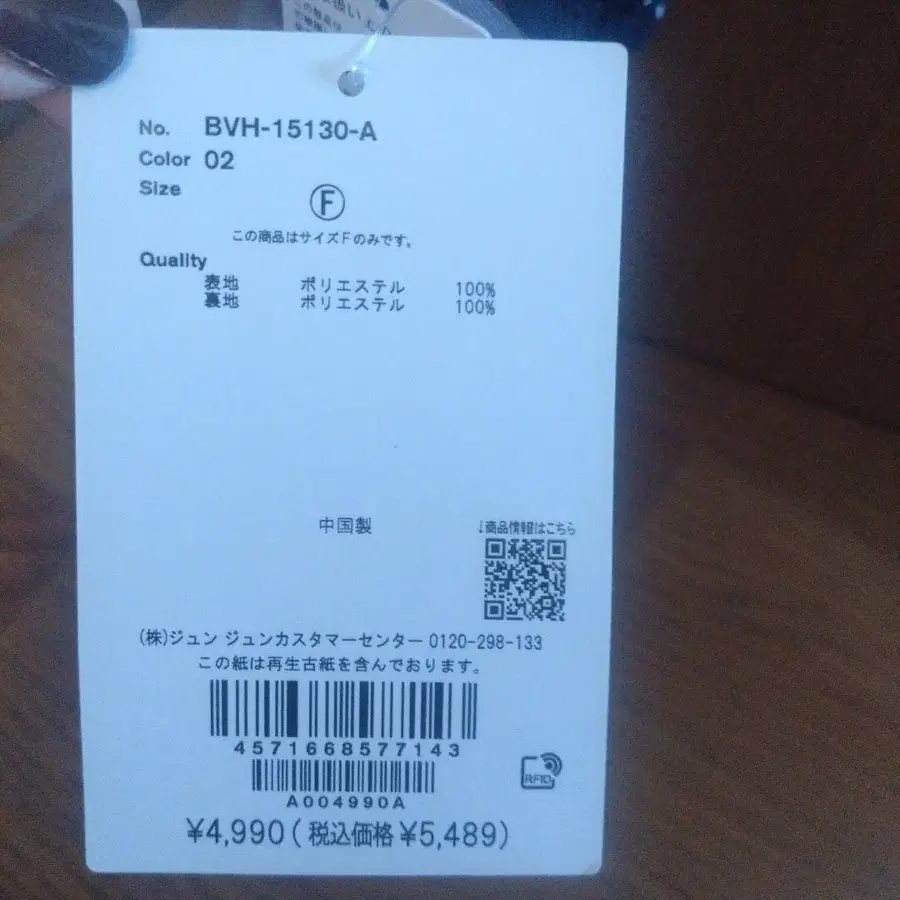 No. BVH-15130-A
Color 02
Size
Ⓕ
この商品はサイズFのみです。
Quality
表地 ポリエステル 100%
裏地 ポリエステル 100%
中国製
↓商品情報はこちら
(株)ジュン ジュンカスタマーセンター 0120-298-133
この紙は再生古紙を含んでおります。
4571668577143
RFID
A004990A
¥4,990(税込価格¥5,489)